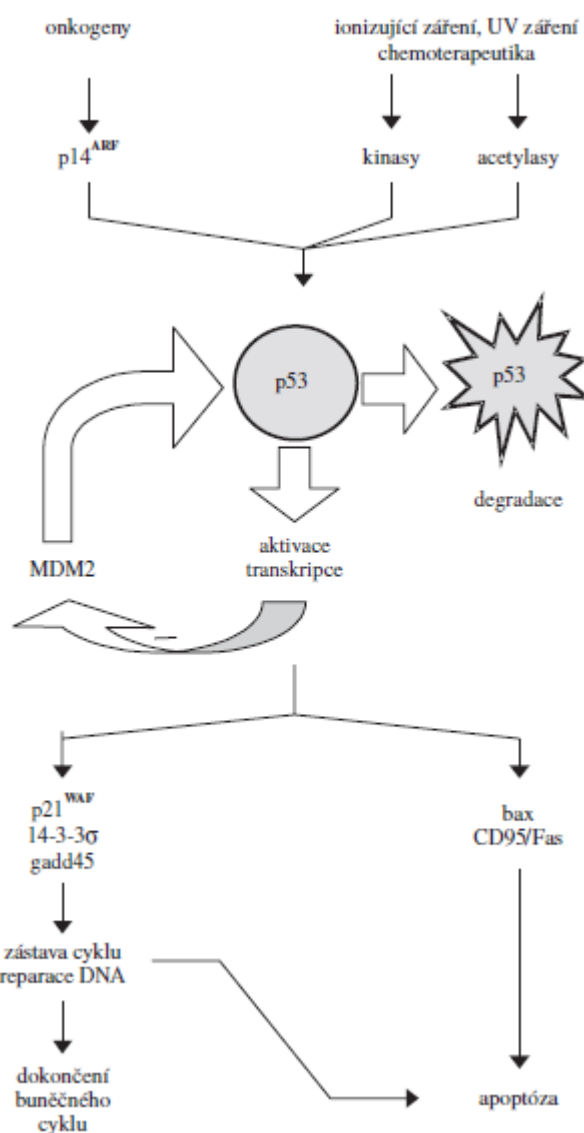 onkogeny
ionizující záření, UV záření
chemoterapeutika
p14ARF
kinasy
acetylasy
p53
p53
degradace
MDM2
aktivace
transkripce
–
p21WAF
14-3-3σ
gadd45
bax
CD95/Fas
zástava cyklu
reparace DNA
dokončení
buněčného
cyklu
apoptóza